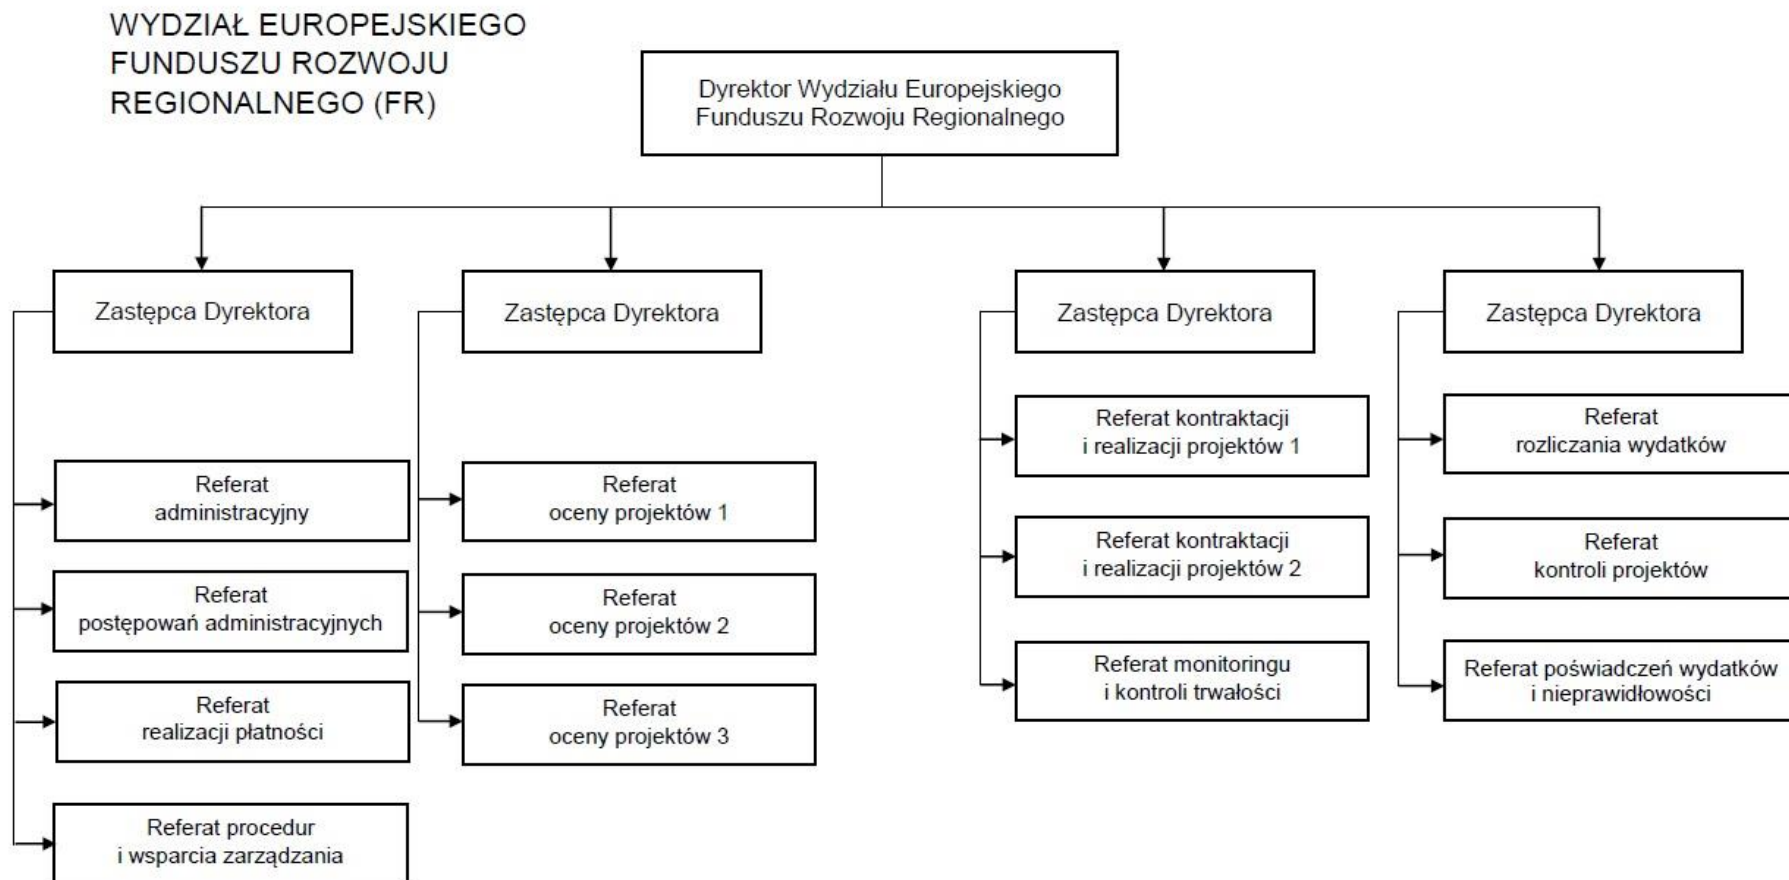 WYDZIAŁ EUROPEJSKIEGO
FUNDUSZU ROZWOJU
REGIONALNEGO (FR)
Dyrektor Wydziału Europejskiego
Funduszu Rozwoju Regionalnego
Zastępca Dyrektora
Referat
administracyjny
Referat
postępowań administracyjnych
Referat
realizacji płatności
Referat procedur
i wsparcia zarządzania
Zastępca Dyrektora
Referat
oceny projektów 1
Referat
oceny projektów 2
Referat
oceny projektów 3
Zastępca Dyrektora
Referat kontraktacji
i realizacji projektów 1
Referat kontraktacji
i realizacji projektów 2
Referat monitoringu
i kontroli trwałości
Zastępca Dyrektora
Referat
rozliczania wydatków
Referat
kontroli projektów
Referat poświadczeń wydatków
i nieprawidłowości